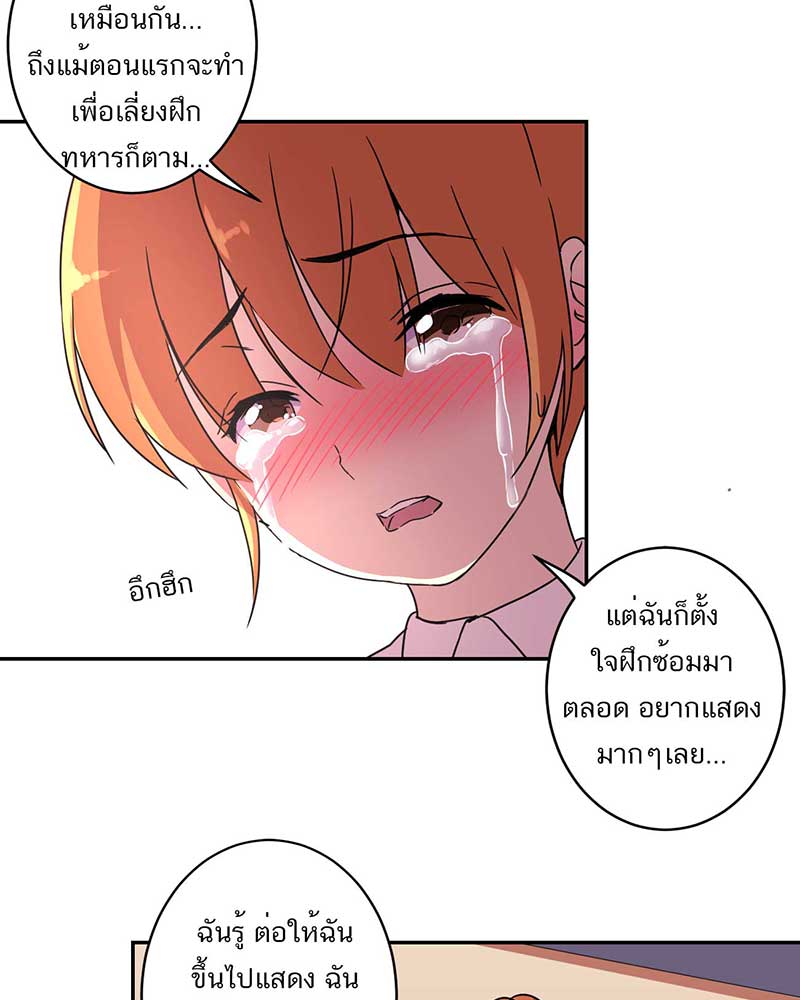 เหมือนกัน...
ถึงแม้ตอนแรกจะทำ
เพื่อเลี่ยงฝึก
ทหารก็ตาม...
อึกฮึก
แต่ฉันก็ตั้ง
ใจฝึกซ้อมมา
ตลอด อยากแสดง
มากๆเลย...
ฉันรู้ ต่อให้ฉัน
ขึ้นไปแสดง ฉัน